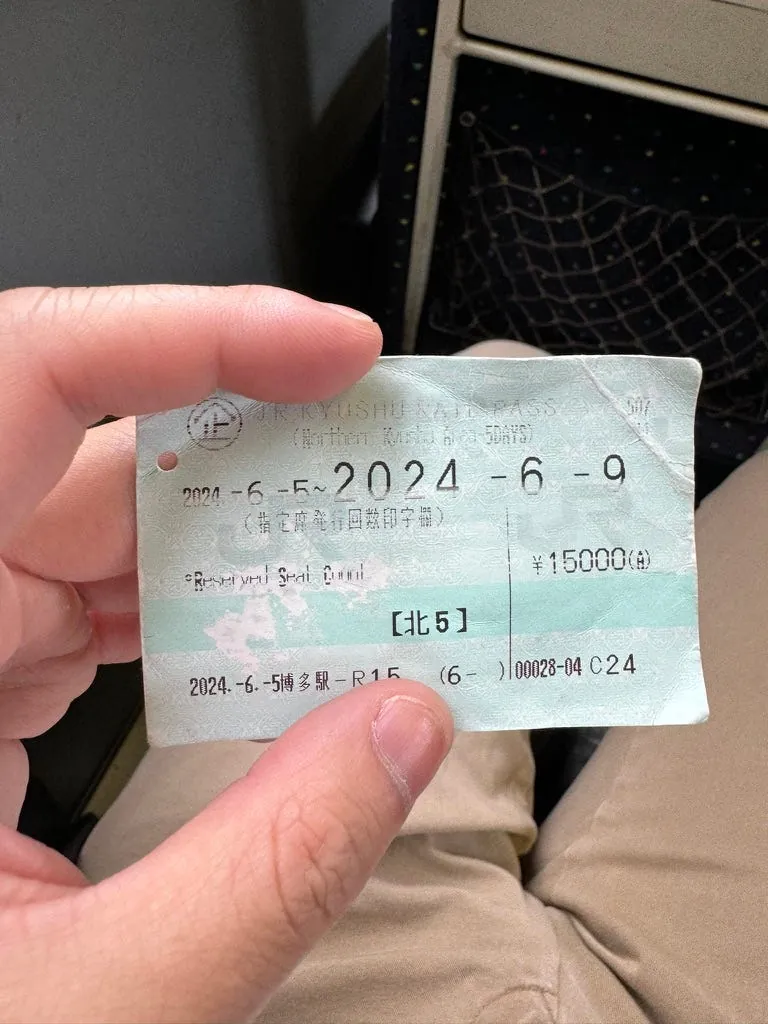 企 JR KYUSHU RAIL PASS 507
(Northern Kyushu Area 5DAYS)
2024.-6.-5~2024.-6.-9
(指定席発行回数印字欄)
°Reserved Seat Count
¥15000
【北5】
2024.-6.-5博多駅-R15 (6- ) 00028-04 C24